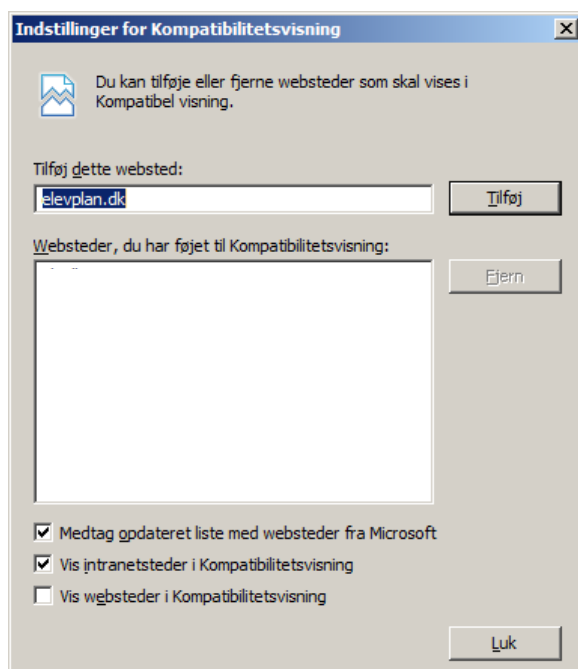 Indstillinger for Kompatibilitetsvisning
Du kan tilføje eller fjerne websteder som skal vises i
Kompatibel visning.
Tilføj dette websted:
elevplan.dk
Tilføj
Websteder, du har føjet til Kompatibilitetsvisning:
Fjern
Medtag opdateret liste med websteder fra Microsoft
Vis intranetsteder i Kompatibilitetsvisning
Vis websteder i Kompatibilitetsvisning
Luk